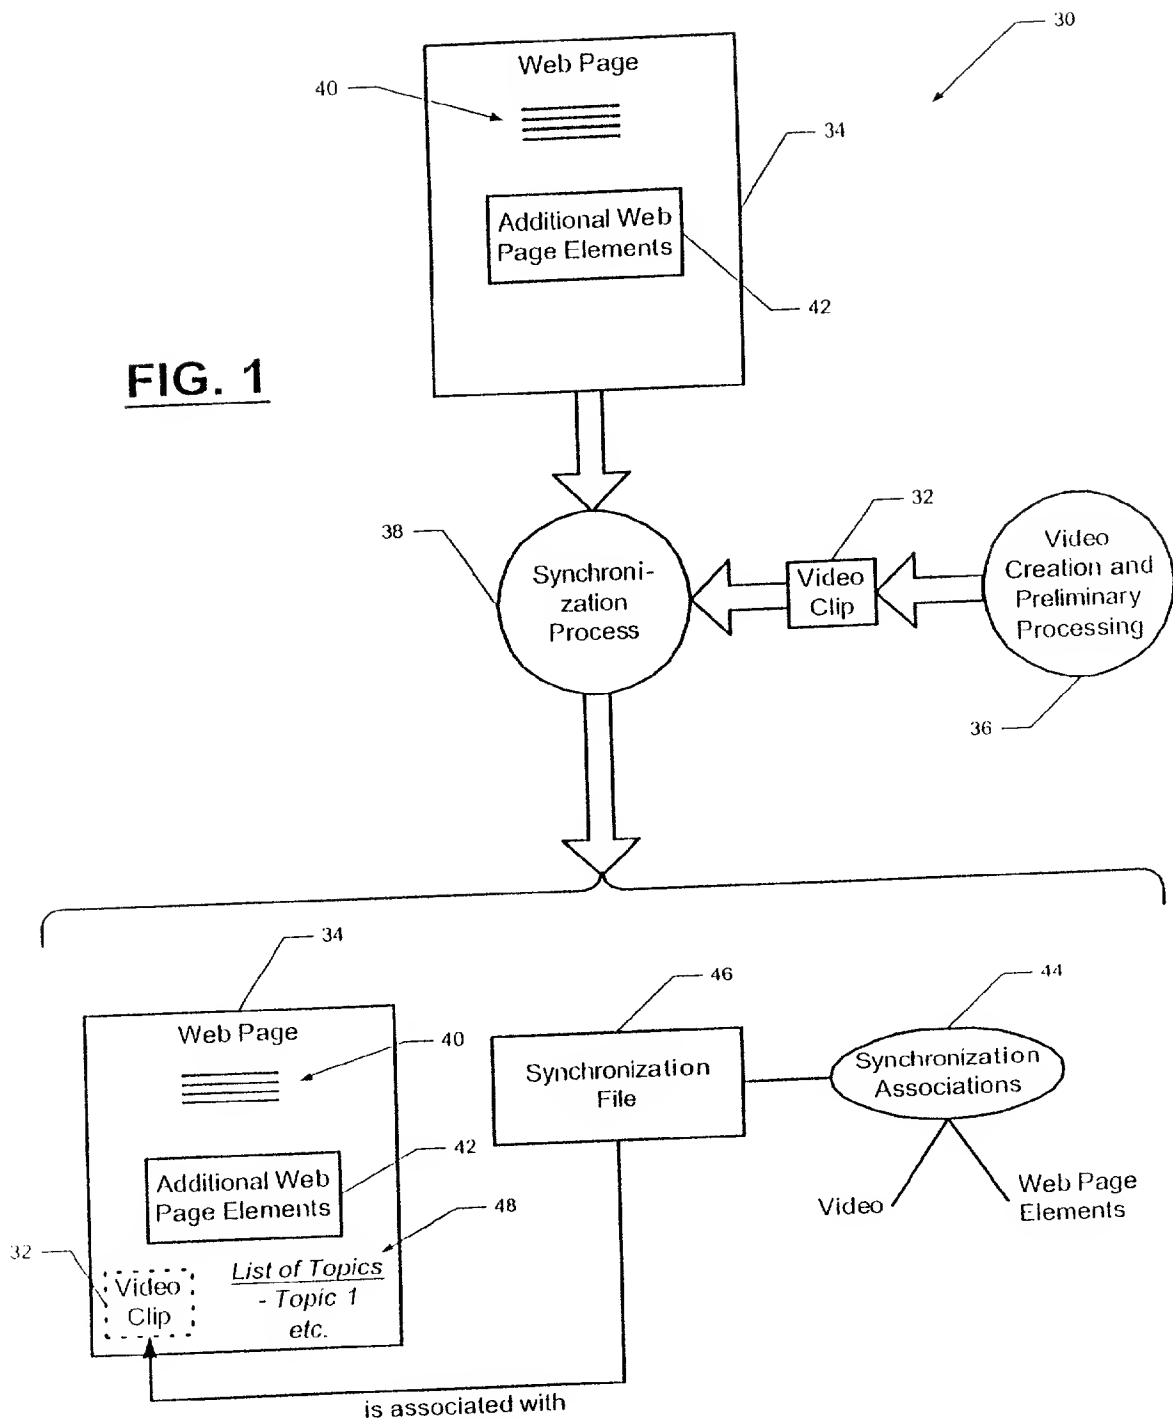 30
Web Page
40
34
Additional Web
Page Elements
42
FIG. 1
38
32
Synchroni-
zation
Process
Video
Clip
Video
Creation and
Preliminary
Processing
36
34
46
44
Web Page
40
Synchronization
File
Synchronization
Associations
42
Additional Web
Page Elements
48
Video
Web Page
Elements
32
Video
Clip
List of Topics
- Topic 1
etc.
is associated with